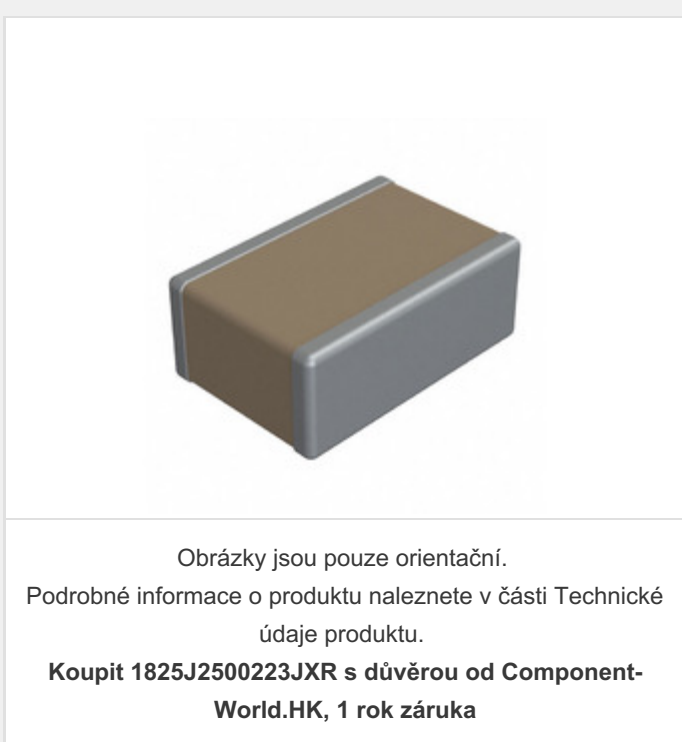 Obrázky jsou pouze orientační.
Podrobné informace o produktu naleznete v části Technické
údaje produktu.
Koupit 1825J2500223JXR s důvěrou od Component-
World.HK, 1 rok záruka